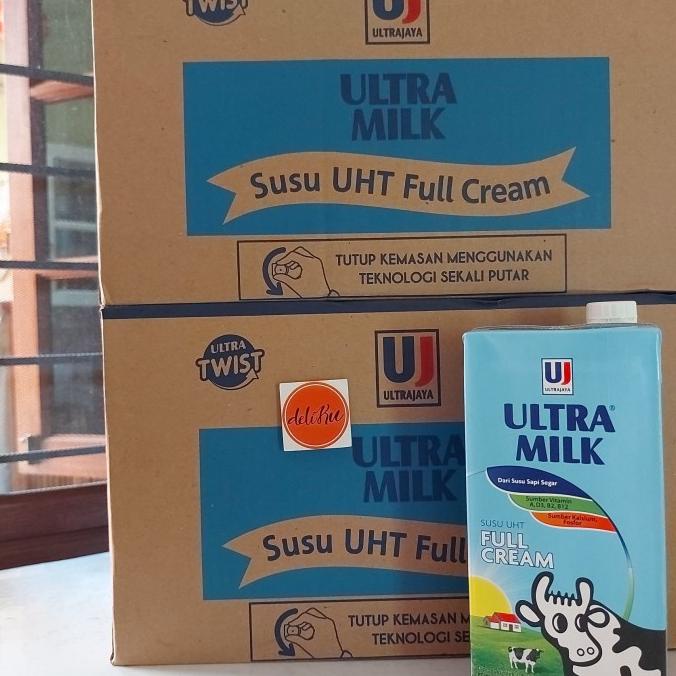 TWIST
UJ
ULTRAJAYA
ULTRA
MILK
Susu UHT Full Cream
TUTUP KEMASAN MENGGUNAKAN
TEKNOLOGI SEKALI PUTAR
ULTRA
TWIST
UJ
ULTRAJAYA
deliKu
ULTRA
MILK
Susu UHT Full
TUTUP KEMASAN M
TEKNOLOGI SE
UJ
ULTRAJAYA
ULTRA®
MILK
Dari Susu Sapi Segar
Sumber Vitamin
A, D3, B2, B12
Sumber Kalsium,
Fosfor
SUSU UHT
FULL
CREAM